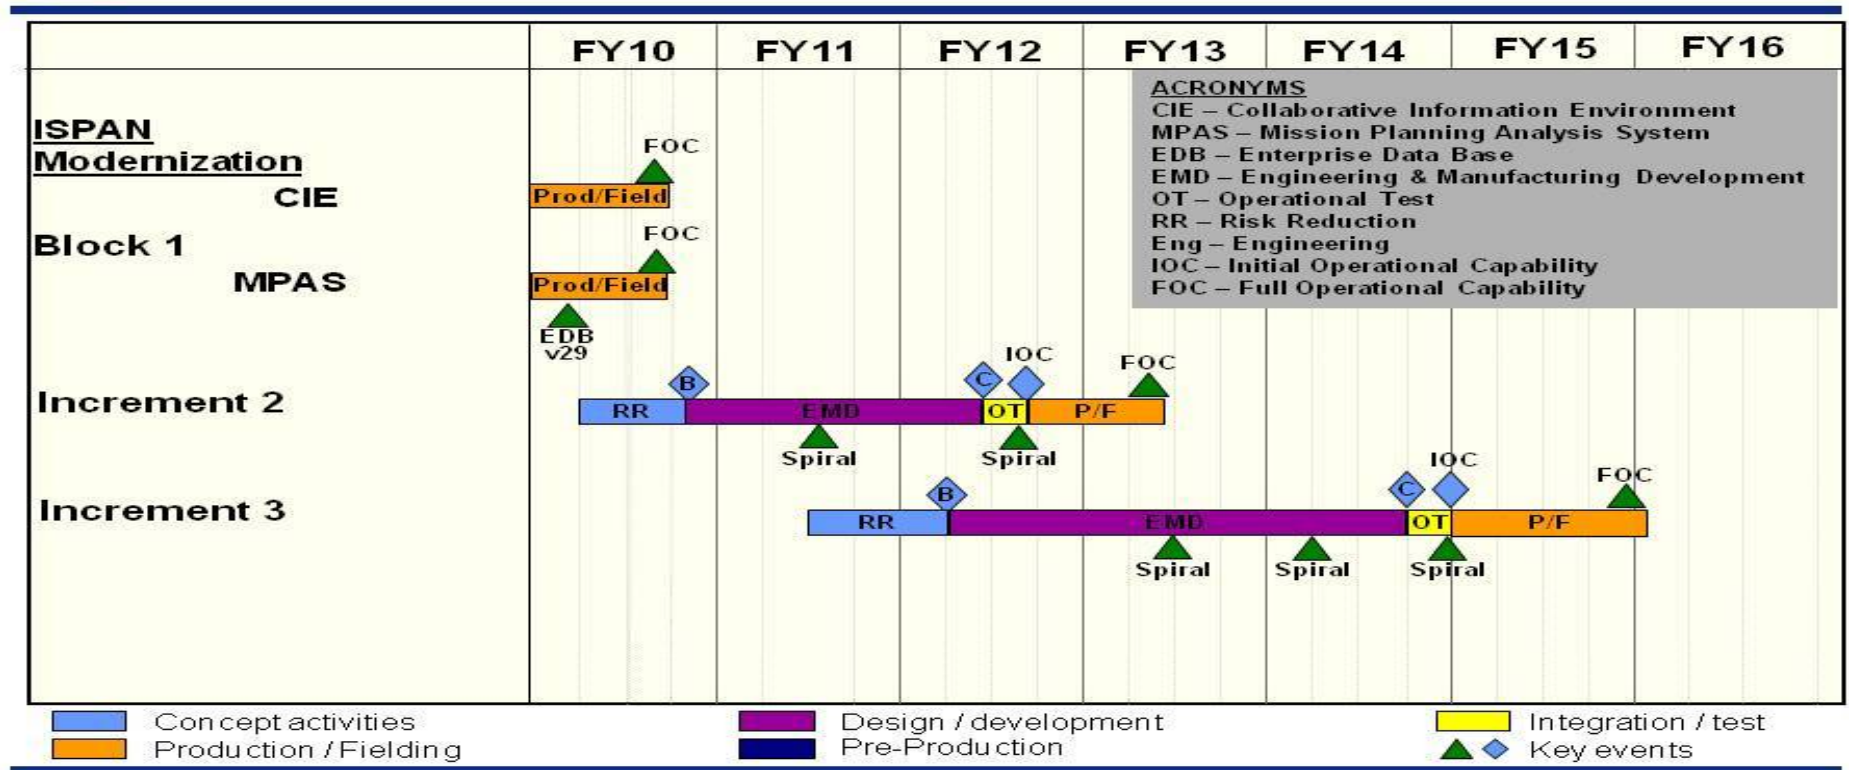 FY10 FY11 FY12 FY13 FY14 FY15 FY16
ACRONYMS
CIE – Collaborative Information Environment
MPAS – Mission Planning Analysis System
EDB – Enterprise Data Base
EMD – Engineering & Manufacturing Development
OT – Operational Test
RR – Risk Reduction
Eng – Engineering
IOC – Initial Operational Capability
FOC – Full Operational Capability
ISPAN
Modernization
FOC
CIE
Prod/Field
Block 1
FOC
MPAS
Prod/Field
EDB
v29
Increment 2
B
C
IOC
FOC
RR
EMD
OT
P/F
Spiral
Spiral
Increment 3
B
C
IOC
FOC
RR
EMD
OT
P/F
Spiral
Spiral
Spiral
Concept activities
Design / development
Integration / test
Production / Fielding
Pre-Production
Key events